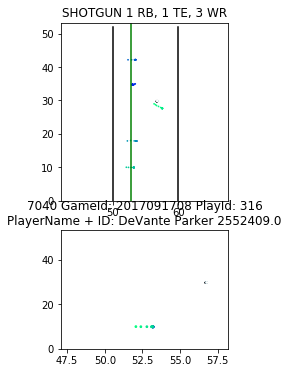 SHOTGUN 1 RB, 1 TE, 3 WR
50
40
30
20
10
0
50 60
7040 GameId: 2017091708 PlayId: 316
PlayerName + ID: DeVante Parker 2552409.0
40
20
0
47.5 50.0 52.5 55.0 57.5